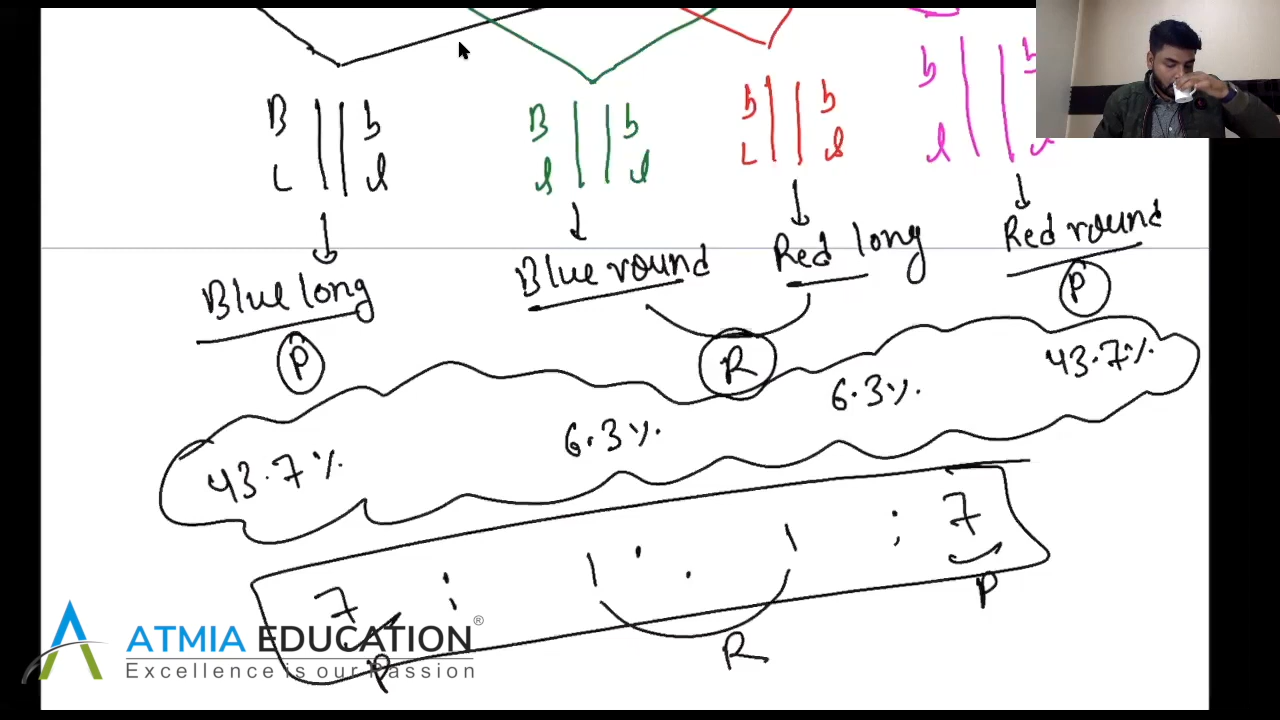 B b B b b b b b
L l l l L l l l
Blue long Blue round Red long Red round
P R P
43.7% 6.3% 6.3% 43.7%
7 : 1 : 1 : 7
P R P
ATMIA EDUCATION®
Excellence is our Passion